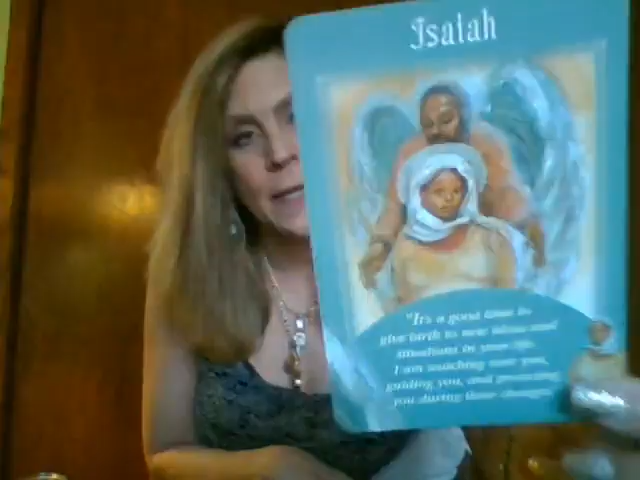 Isaiah
"It's a good time to
give birth to new ideas and
situations in your life.
I am watching over you,
guiding you, and protecting
you during these changes."